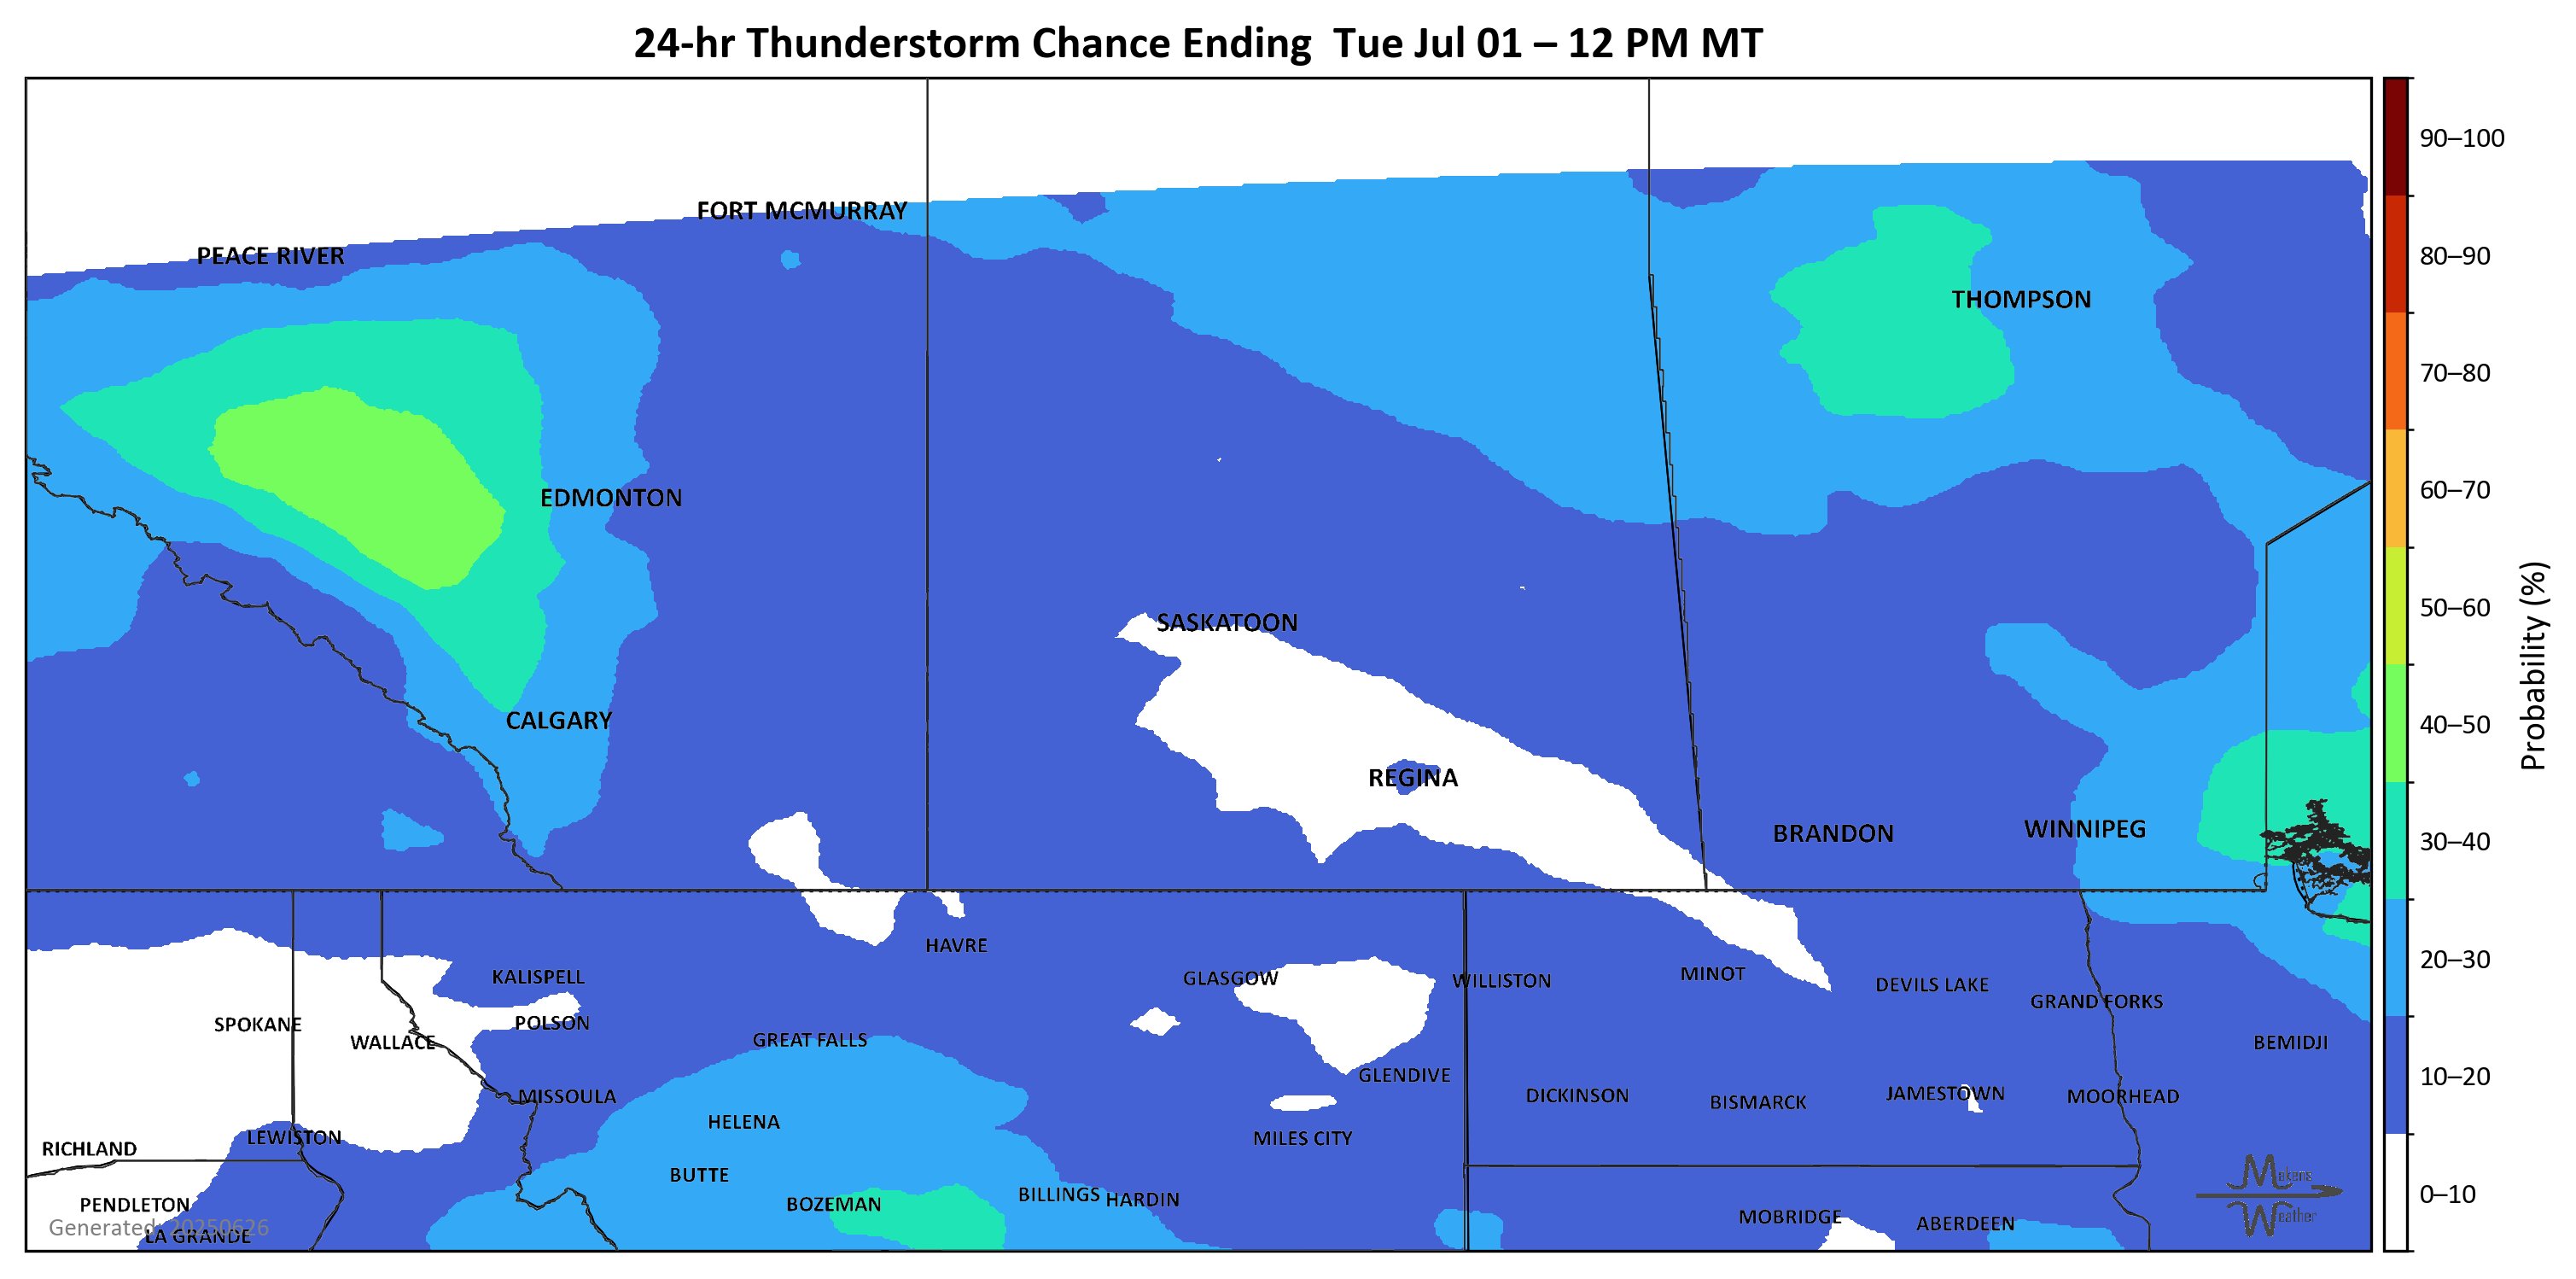 24-hr Thunderstorm Chance Ending  Tue Jul 01 – 12 PM MT
90–100
FORT MCMURRAY
PEACE RIVER
80–90
THOMPSON
70–80
EDMONTON
60–70
SASKATOON
50–60
Probability (%)
CALGARY
40–50
REGINA
BRANDON
WINNIPEG
30–40
HAVRE
20–30
KALISPELL
GLASGOW
WILLISTON
MINOT
DEVILS LAKE
GRAND FORKS
SPOKANE
POLSON
WALLACE
GREAT FALLS
BEMIDJI
GLENDIVE
10–20
MISSOULA
DICKINSON
BISMARCK
JAMESTOWN
MOORHEAD
HELENA
LEWISTON
MILES CITY
RICHLAND
BUTTE
Makens
Weather
0–10
PENDLETON
BOZEMAN
BILLINGS
HARDIN
MOBRIDGE
ABERDEEN
Generated: 20250626
LA GRANDE